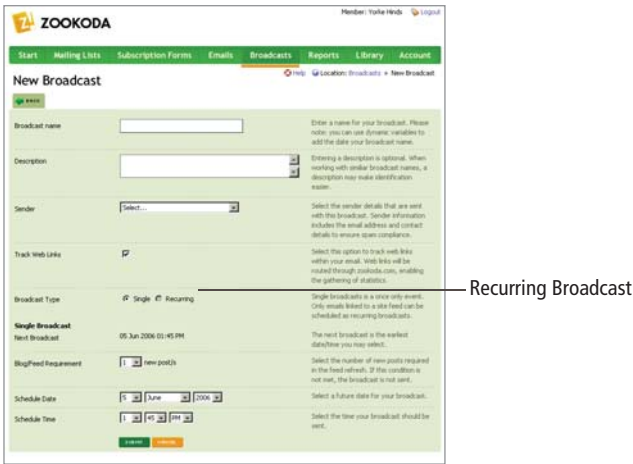 Member: Yorke Hinds Logout
ZOOKODA
Start Mailing Lists Subscription Forms Emails Broadcasts Reports Library Account
Help Location: Broadcasts » New Broadcast
New Broadcast
BACK
Broadcast name
Enter a name for your broadcast. Please
note: you can use dynamic variables to
add the date your broadcast name.
Description
Entering a description is optional. When
working with similar broadcast names, a
description may make identification
easier.
Sender
Select...
Select the sender details that are sent
with this broadcast. Sender information
includes the email address and contact
details to ensure spam compliance.
Track Web Links
Select this option to track web links
within your email. Web links will be
routed through zookoda.com, enabling
the gathering of statistics.
Broadcast Type
Single Recurring
Single broadcasts is a once only event.
Only emails linked to a site feed can be
scheduled as recurring broadcasts.
Recurring Broadcast
Single Broadcast
Next Broadcast
05 Jun 2006 01:45 PM
The next broadcast is the earliest
date/time you may select.
Blog/Feed Requirement
1 new post/s
Select the number of new posts required
in the feed refresh. If this condition is
not met, the broadcast is not sent.
Schedule Date
5 June 2006
Select a future date for your broadcast.
Schedule Time
1 45 PM
Select the time your broadcast should be
sent.
SUBMIT CANCEL